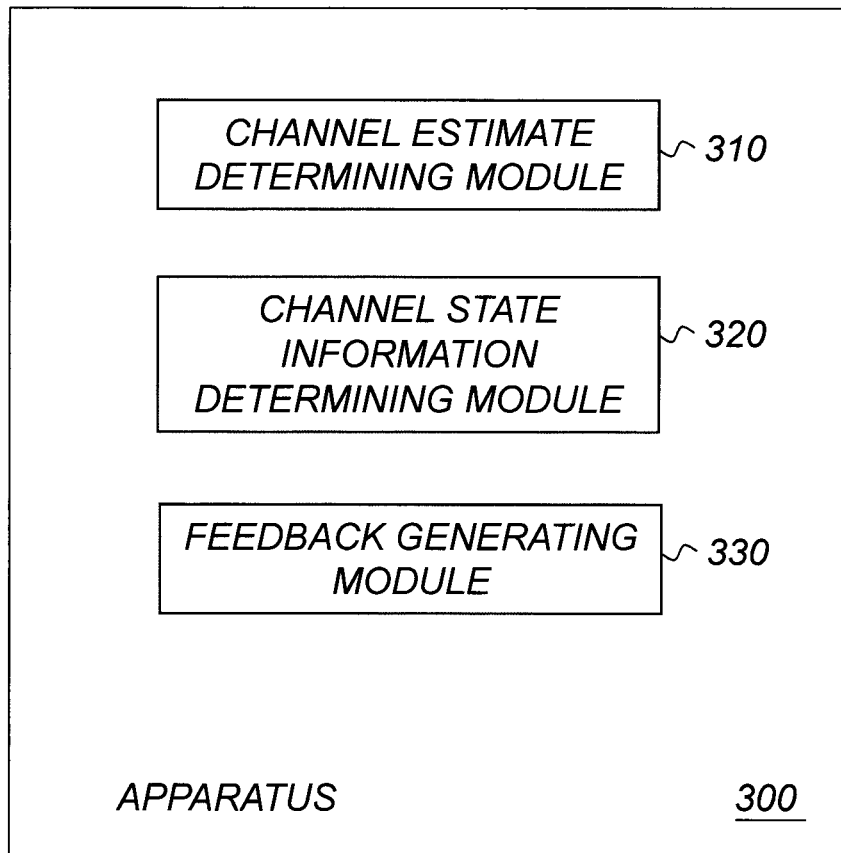 CHANNEL ESTIMATE
DETERMINING MODULE
310
CHANNEL STATE
INFORMATION
DETERMINING MODULE
320
FEEDBACK GENERATING
MODULE
330
APPARATUS
300